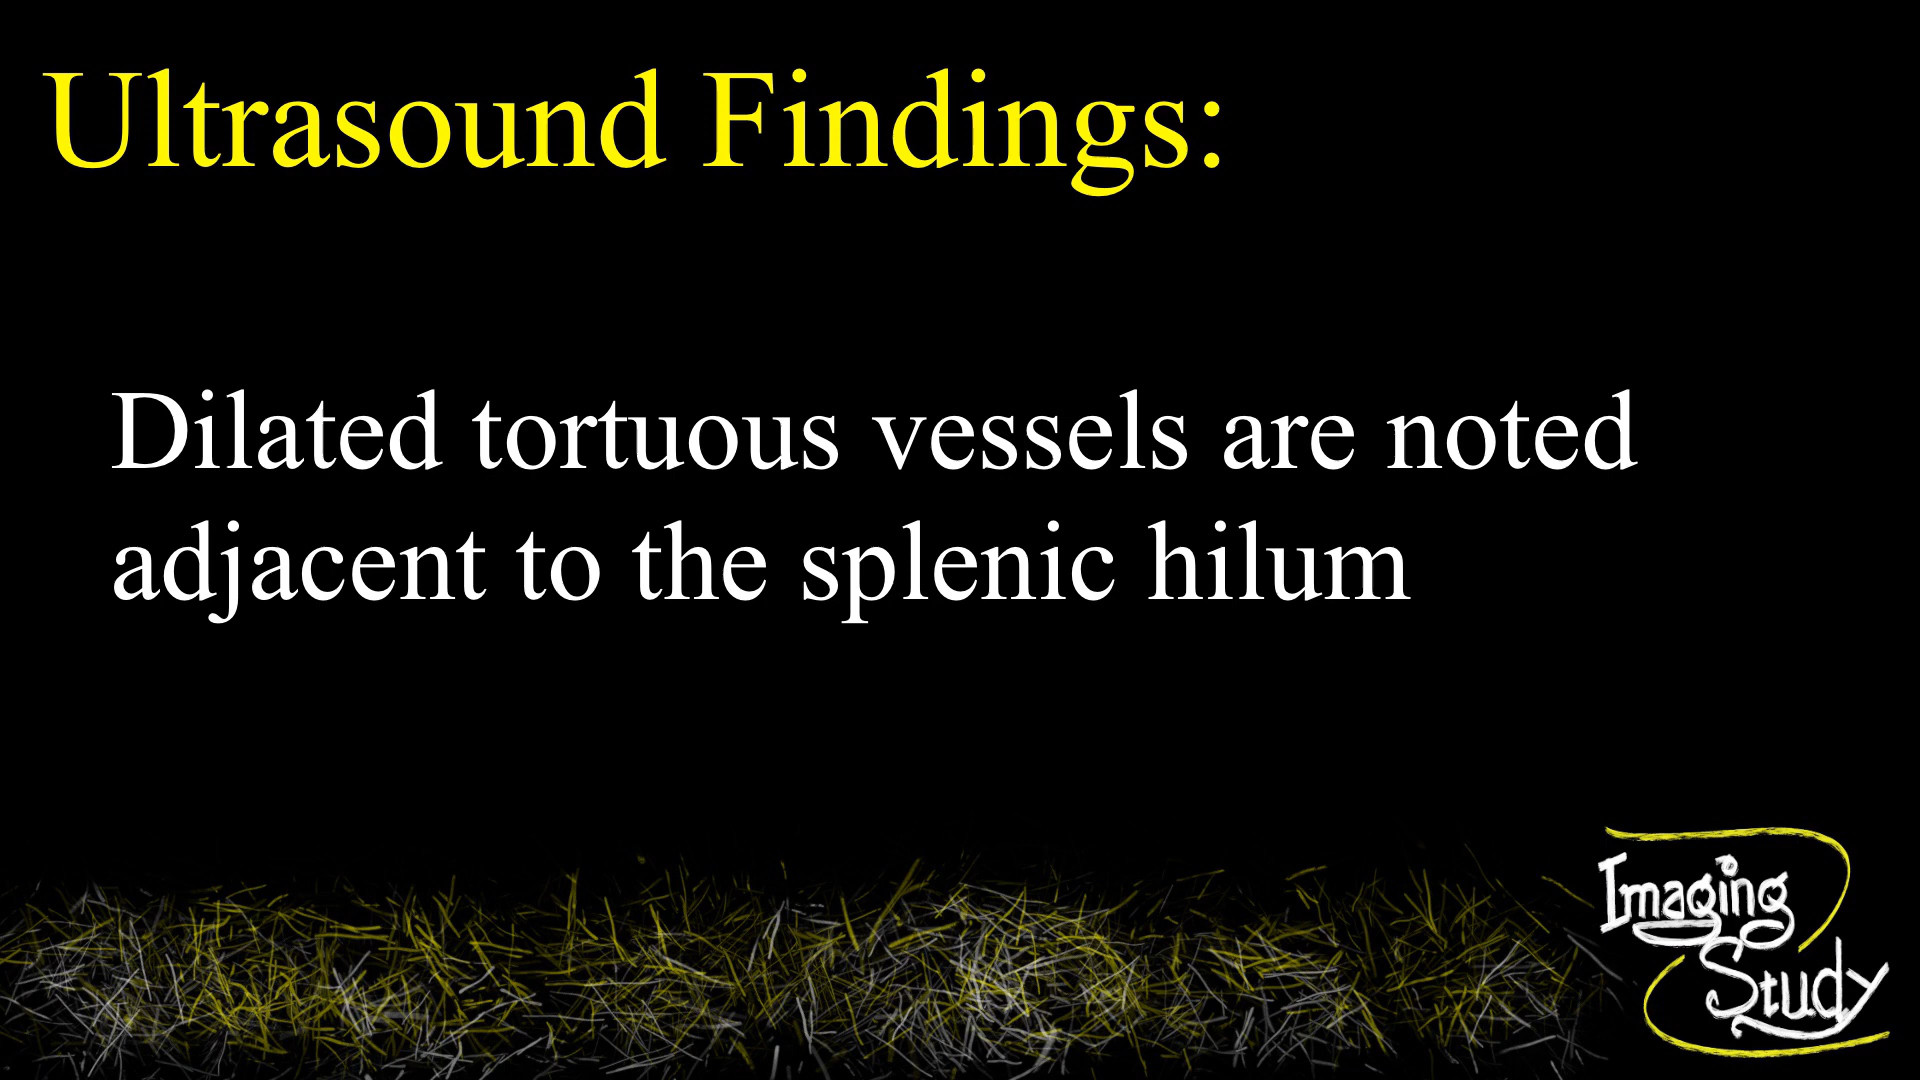 Ultrasound Findings:
Dilated tortuous vessels are noted
adjacent to the splenic hilum
Imaging
Study